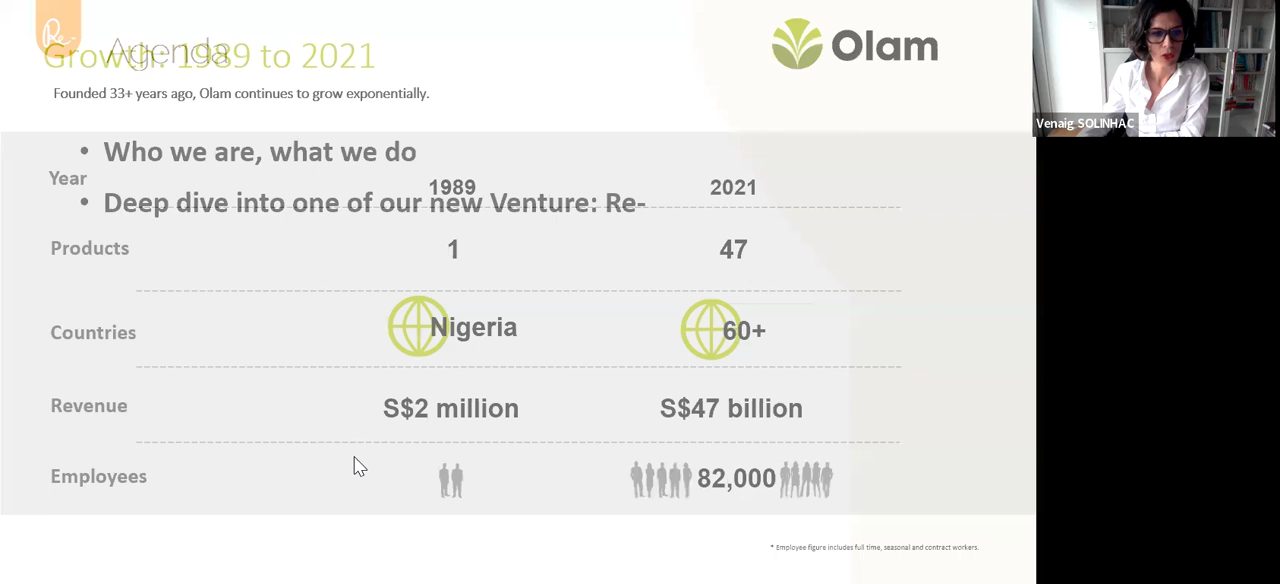 Re-
Agenda
Growth: 1989 to 2021
Olam
Founded 33+ years ago, Olam continues to grow exponentially.
Venaig SOLINHAC
• Who we are, what we do
Year 1989 2021
• Deep dive into one of our new Venture: Re-
Products 1 47
Countries Nigeria 60+
Revenue S$2 million S$47 billion
Employees 82,000
* Employee figure includes full time, seasonal and contract workers.